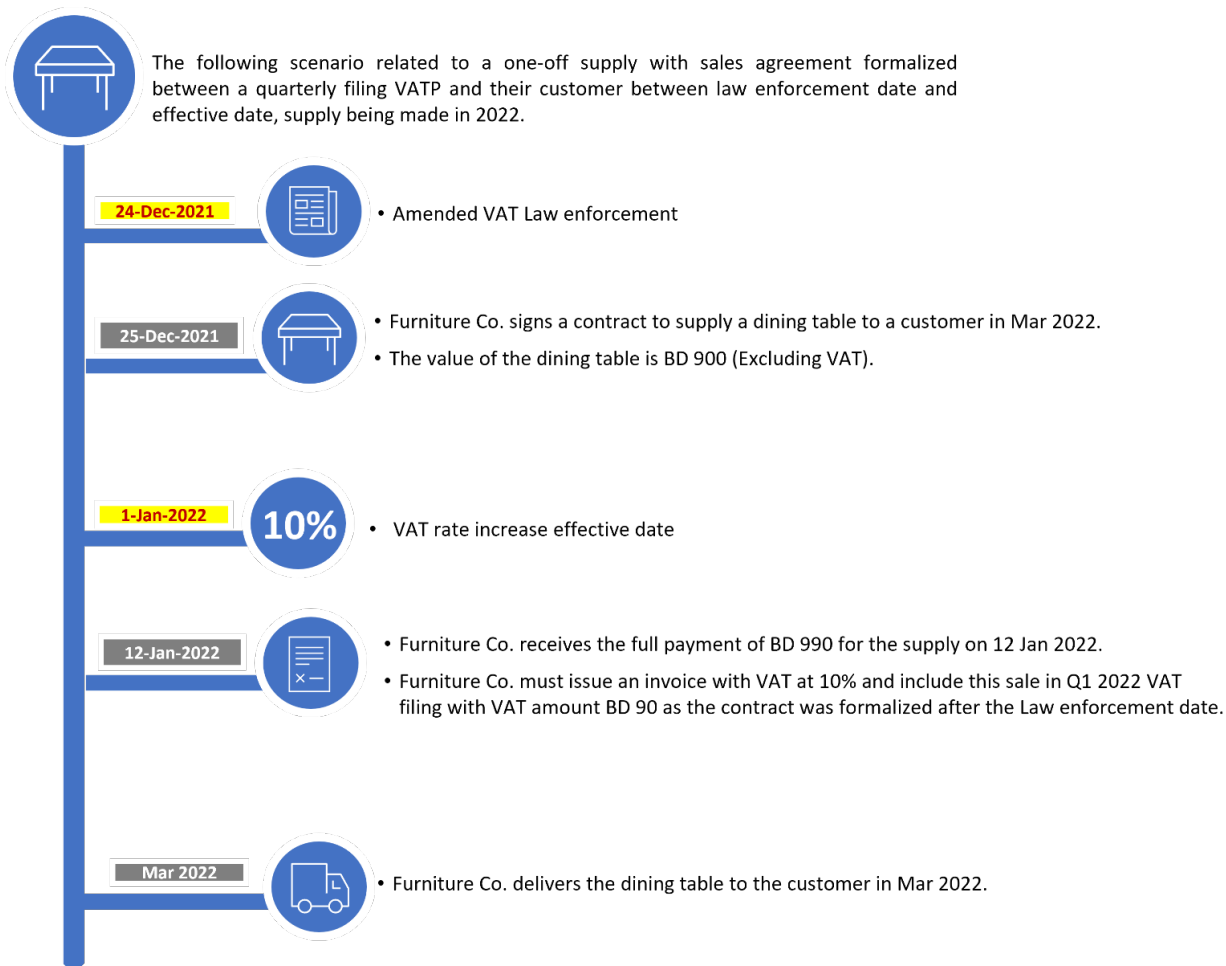 The following scenario related to a one-off supply with sales agreement formalized
between a quarterly filing VATP and their customer between law enforcement date and
effective date, supply being made in 2022.
24-Dec-2021
• Amended VAT Law enforcement
25-Dec-2021
• Furniture Co. signs a contract to supply a dining table to a customer in Mar 2022.
• The value of the dining table is BD 900 (Excluding VAT).
1-Jan-2022
10%
• VAT rate increase effective date
12-Jan-2022
• Furniture Co. receives the full payment of BD 990 for the supply on 12 Jan 2022.
• Furniture Co. must issue an invoice with VAT at 10% and include this sale in Q1 2022 VAT
filing with VAT amount BD 90 as the contract was formalized after the Law enforcement date.
Mar 2022
• Furniture Co. delivers the dining table to the customer in Mar 2022.